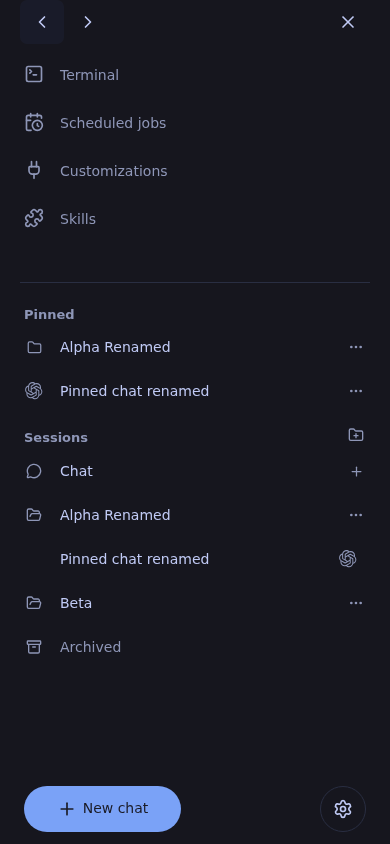 Terminal
Scheduled jobs
Customizations
Skills
Pinned
Alpha Renamed
Pinned chat renamed
Sessions
Chat
Alpha Renamed
Pinned chat renamed
Beta
Archived
New chat